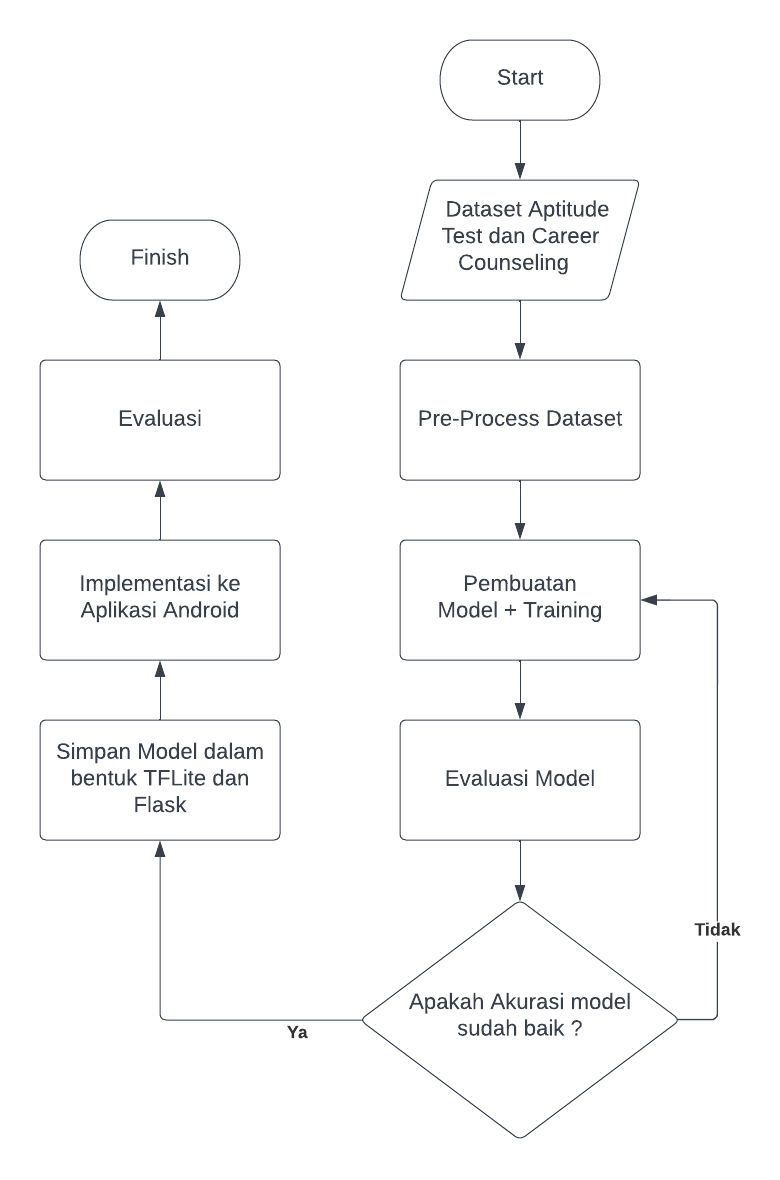 Start
Dataset Aptitude
Test dan Career
Counseling
Pre-Process Dataset
Pembuatan
Model + Training
Evaluasi Model
Apakah Akurasi model
sudah baik ?
Tidak
Ya
Simpan Model dalam
bentuk TFLite dan
Flask
Implementasi ke
Aplikasi Android
Evaluasi
Finish